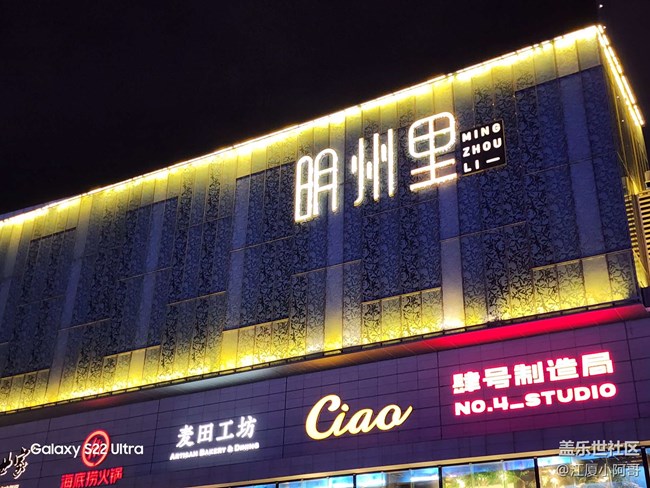 明州里
MING
ZHOU
LI
肆号制造局
NO.4_STUDIO
Ciao
麦田工坊
ARTISAN BAKERY & DINING
海底捞火锅
Galaxy S22 Ultra
盖乐世社区
@江厦小阿哥